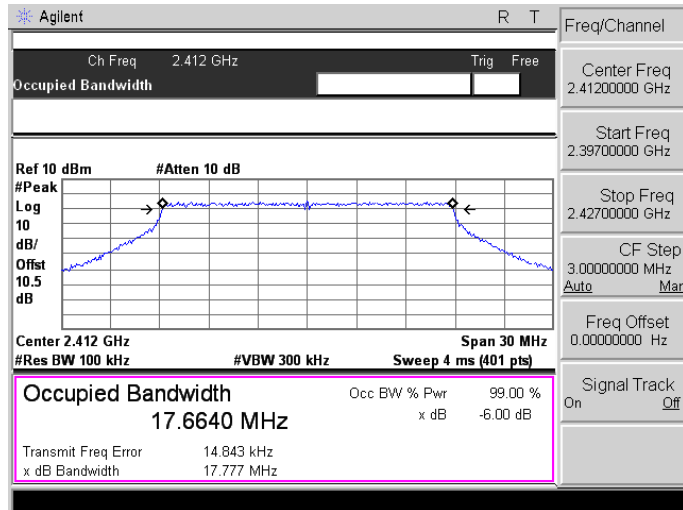 Agilent R T
Ch Freq 2.412 GHz Trig Free
Occupied Bandwidth
Ref 10 dBm #Atten 10 dB
#Peak
Log
10
dB/
Offst
10.5
dB
Center 2.412 GHz Span 30 MHz
#Res BW 100 kHz #VBW 300 kHz Sweep 4 ms (401 pts)
Occupied Bandwidth Occ BW % Pwr 99.00 %
17.6640 MHz x dB -6.00 dB
Transmit Freq Error 14.843 kHz
x dB Bandwidth 17.777 MHz
Freq/Channel
Center Freq
2.41200000 GHz
Start Freq
2.39700000 GHz
Stop Freq
2.42700000 GHz
CF Step
3.00000000 MHz
Auto Mar
Freq Offset
0.00000000 Hz
Signal Track
On Off